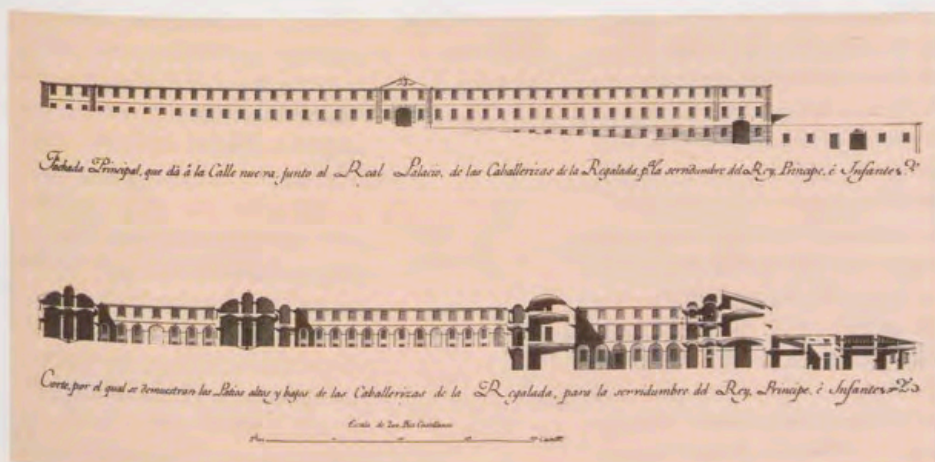 Fachada Principal, que dà à la Calle nueva, junto al Real Palacio, de las Caballerizas de la Regalada, pª la servidumbre del Rey, Principe, é Infantes
Corte, por el qual se demuestran los Patios altos y bajos de las Caballerizas de la Regalada, para la servidumbre del Rey, Principe, é Infantes
Escala de Pies Castellanos